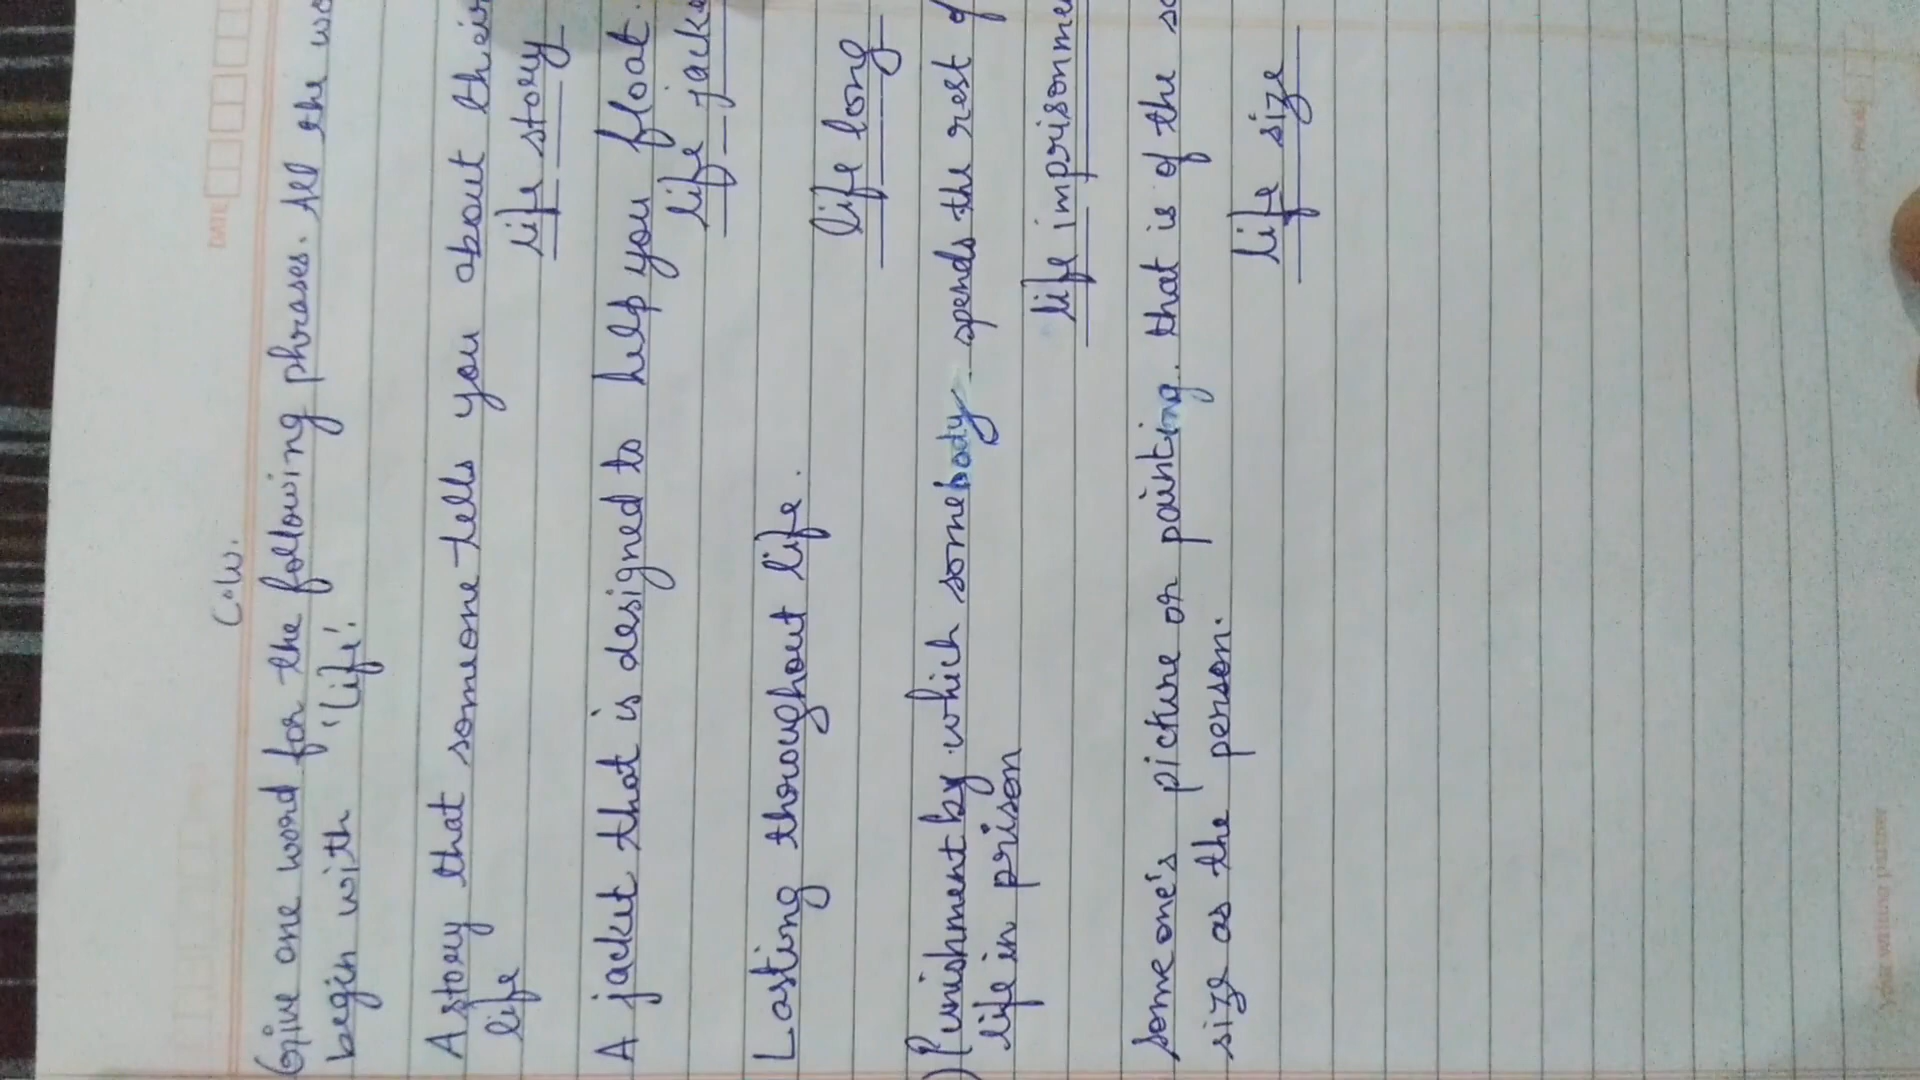 DATE
C.W.
Give one word for the following phrases. All the
begin with 'life'.
A story that someone tells you about their
life
life story
A jacket that is designed to help you float.
life
Lasting throughout life.
life long
) Punishment by which somebody spends the rest
life in prison
life
someone's picture or painting that is of the
size as the person.
life size